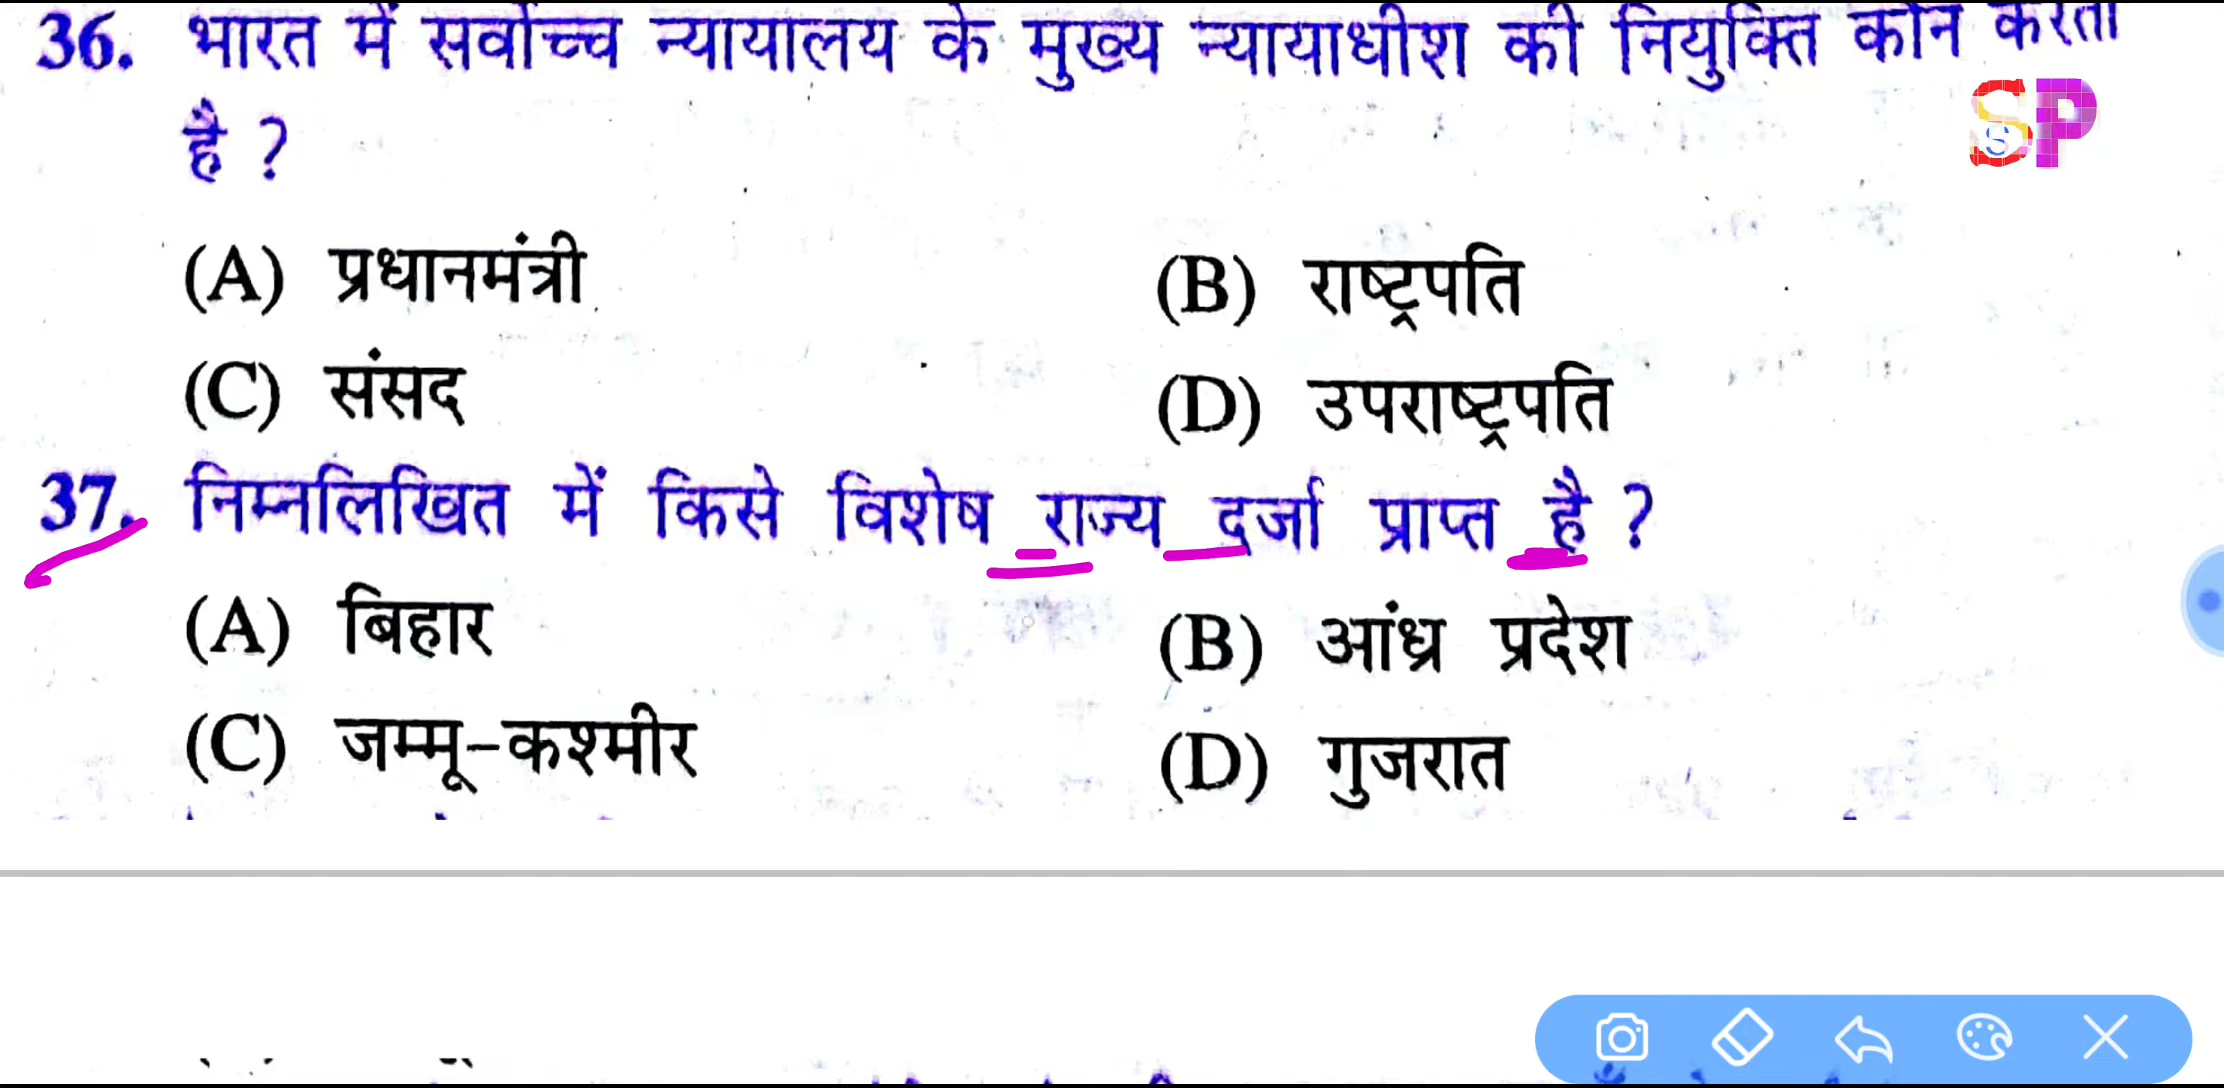 36. भारत में सर्वोच्च न्यायालय के मुख्य न्यायाधीश की नियुक्ति कौन करता
है ?
SP
S
(A) प्रधानमंत्री
(B) राष्ट्रपति
(C) संसद
(D) उपराष्ट्रपति
37. निम्नलिखित में किसे विशेष राज्य दर्जा प्राप्त है ?
(A) बिहार
(B) आंध्र प्रदेश
(C) जम्मू-कश्मीर
(D) गुजरात